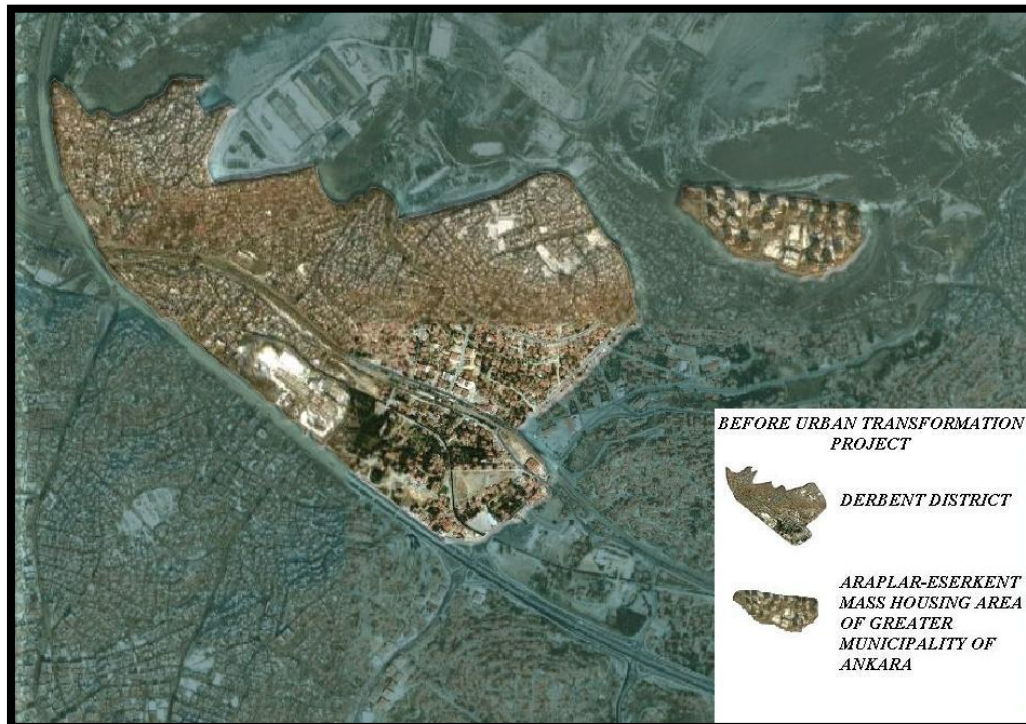 BEFORE URBAN TRANSFORMATION
PROJECT
DERBENT DISTRICT
ARAPLAR-ESERKENT
MASS HOUSING AREA
OF GREATER
MUNICIPALITY OF
ANKARA